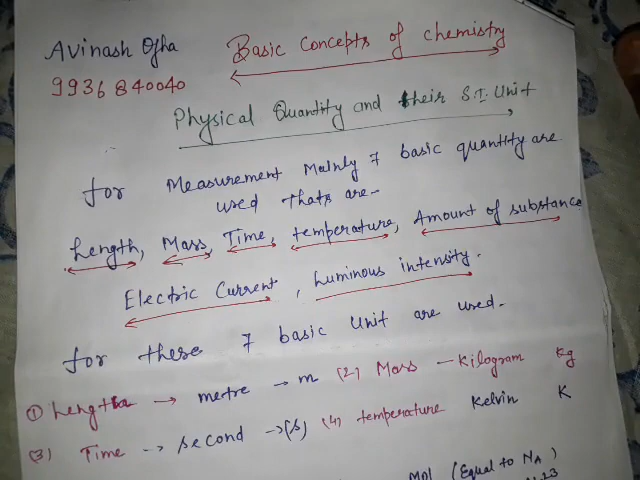 Avinash Ojha
9936840040
Basic Concepts of chemistry
Physical Quantity and their S.I. Unit
for Measurement Mainly 7 basic quantity are
used thats are-
Length, Mass, Time, temperature, Amount of substance
Electric Current, Luminous intensity.
for these 7 basic Unit are used.
① Length → metre → m (2) Mass - Kilogram kg
(3) Time → second → (s) (4) temperature Kelvin K
Mol (Equal to NA)
23